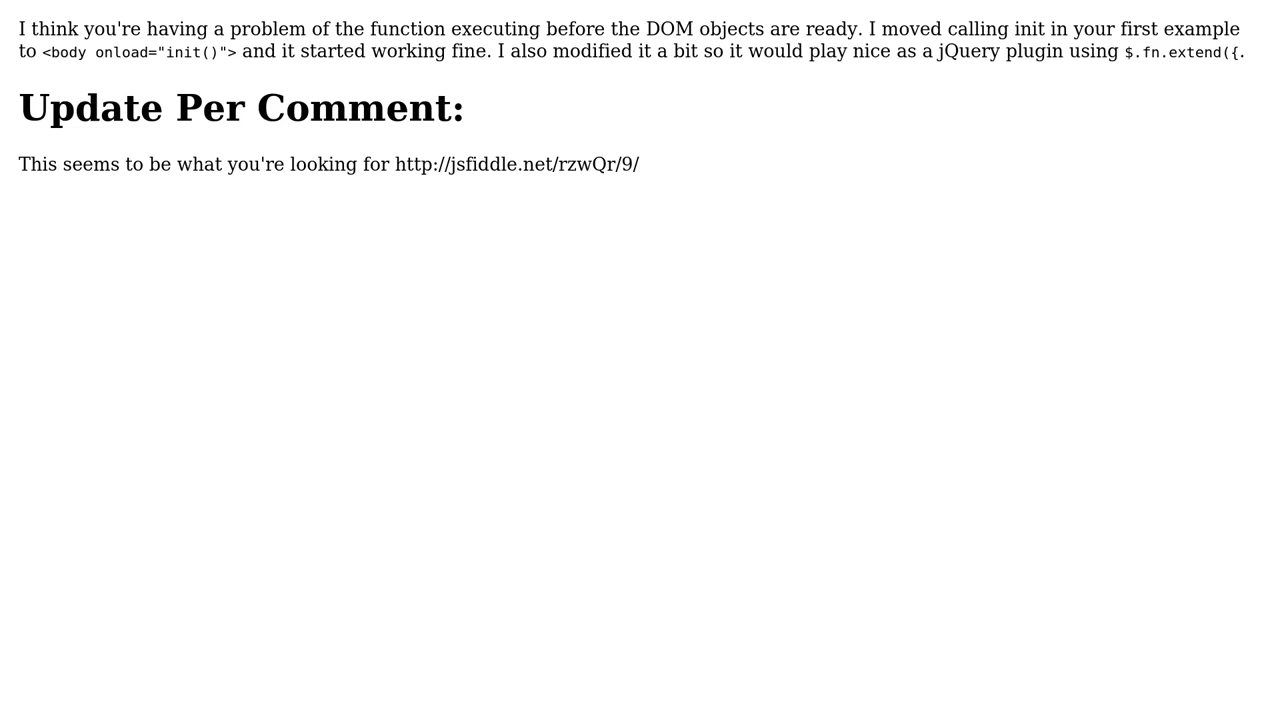 I think you're having a problem of the function executing before the DOM objects are ready. I moved calling init in your first example
to <body onload="init()"> and it started working fine. I also modified it a bit so it would play nice as a jQuery plugin using $.fn.extend({.
Update Per Comment:
This seems to be what you're looking for http://jsfiddle.net/rzwQr/9/